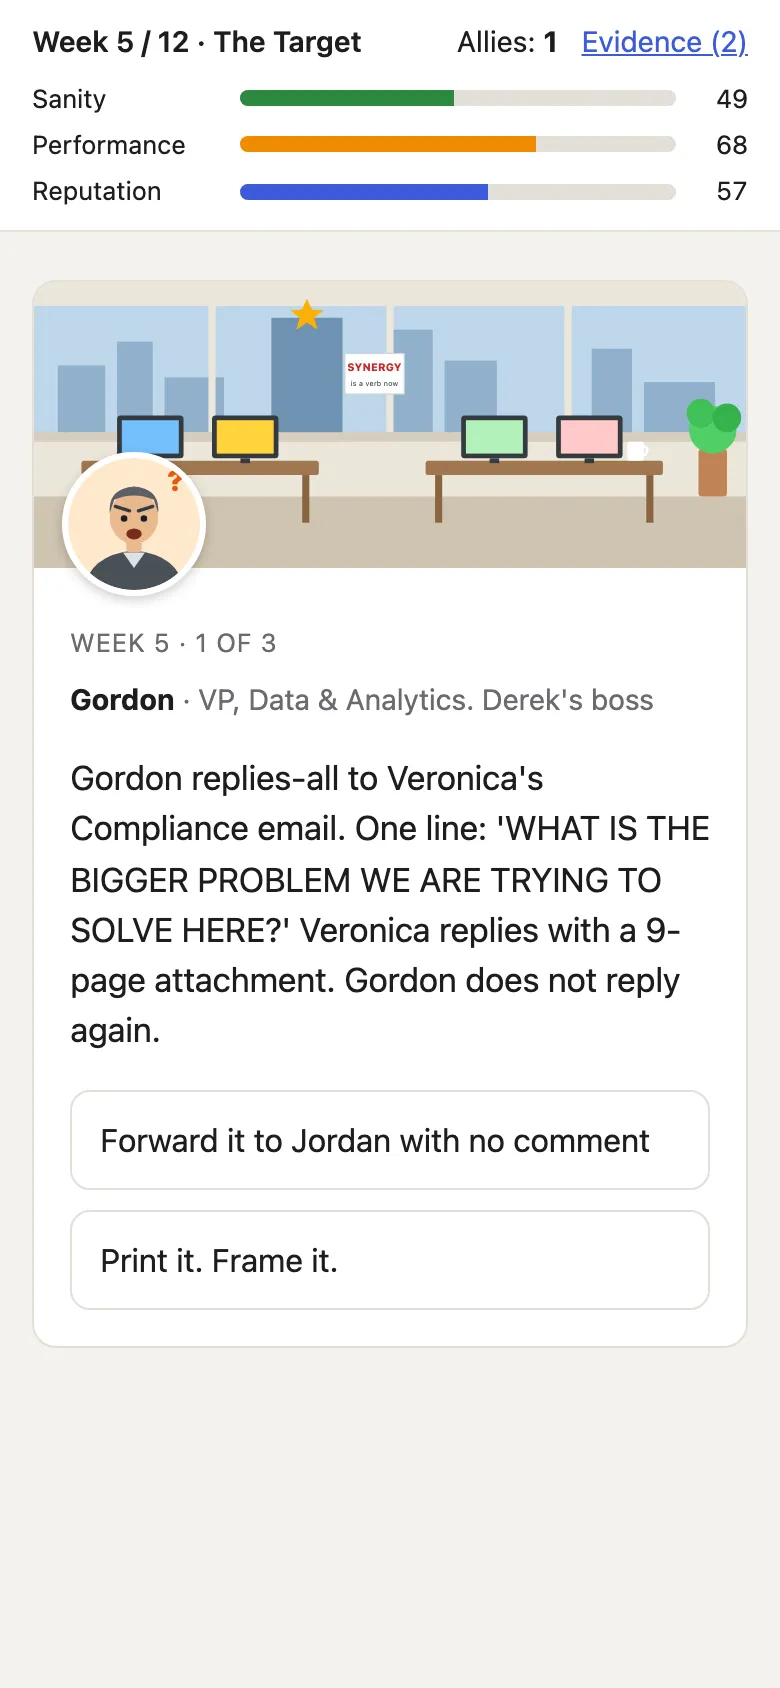 Week 5 / 12 · The Target
Allies: 1
Evidence (2)
Sanity
49
Performance
68
Reputation
57
SYNERGY
is a verb now
?
WEEK 5 · 1 OF 3
Gordon · VP, Data & Analytics. Derek's boss
Gordon replies-all to Veronica's
Compliance email. One line: 'WHAT IS THE
BIGGER PROBLEM WE ARE TRYING TO
SOLVE HERE?' Veronica replies with a 9-
page attachment. Gordon does not reply
again.
Forward it to Jordan with no comment
Print it. Frame it.